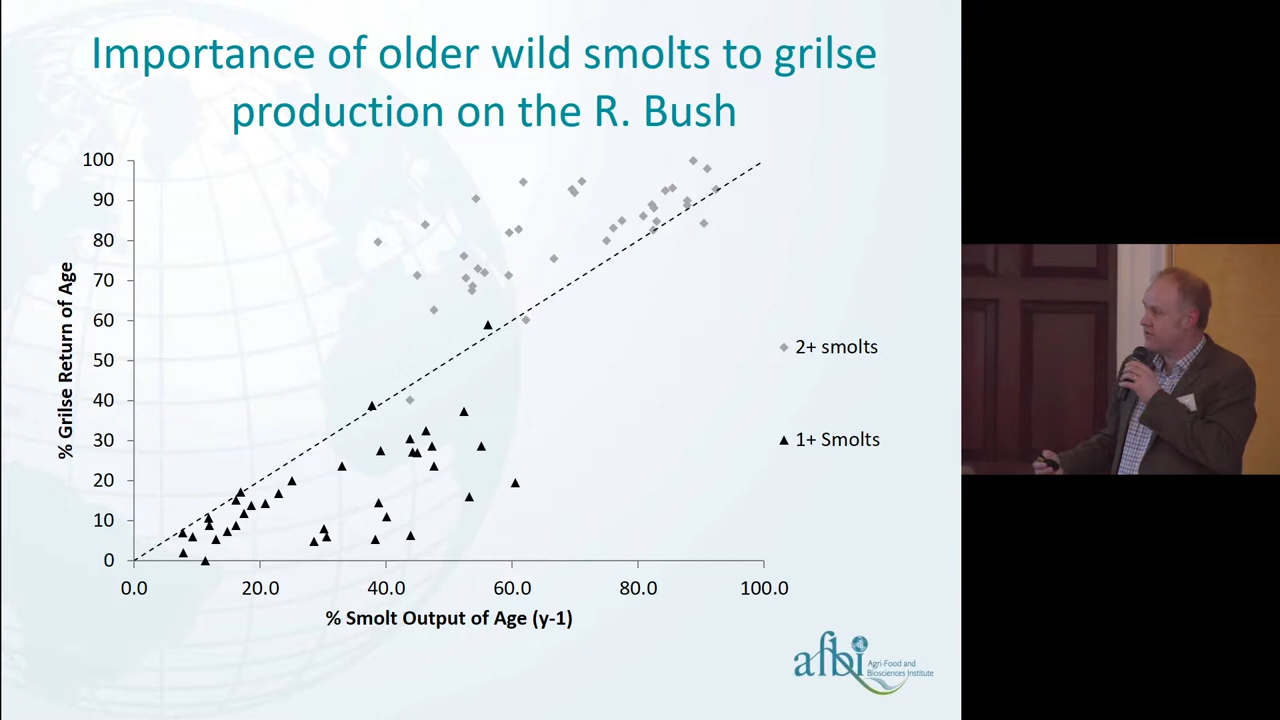 Importance of older wild smolts to grilse
production on the R. Bush
100
90
80
70
60
50
40
30
20
10
0
% Grilse Return of Age
0.0 20.0 40.0 60.0 80.0 100.0
% Smolt Output of Age (y-1)
2+ smolts
1+ Smolts
afbi Agri-Food and
Biosciences Institute